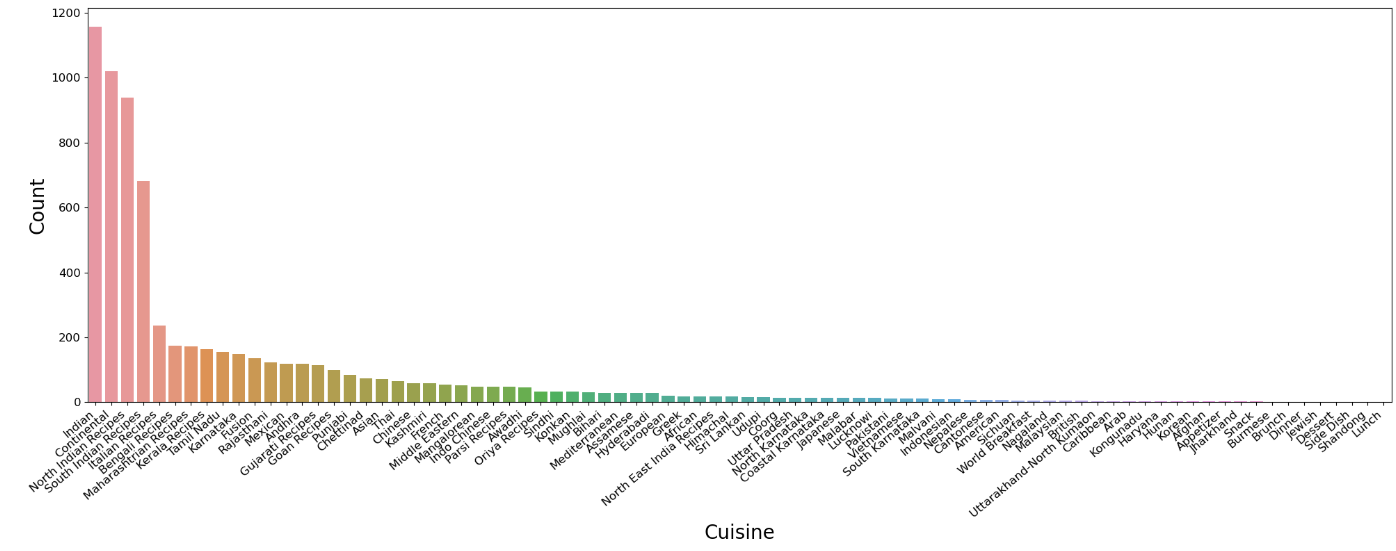 1200
1000
800
600
400
200
0
Count
Indian
Continental
North Indian Recipes
South Indian Recipes
Italian Recipes
Bengali Recipes
Maharashtrian Recipes
Kerala Recipes
Tamil Nadu
Karnataka
Fusion
Rajasthani
Mexican
Andhra
Gujarati Recipes
Goan Recipes
Punjabi
Chettinad
Asian
Thai
Chinese
Kashmiri
French
Middle Eastern
Mangalorean
Indo Chinese
Parsi Recipes
Awadhi
Oriya Recipes
Sindhi
Konkan
Mughlai
Bihari
Mediterranean
Assamese
Hyderabadi
European
Greek
African
North East India Recipes
Himachal
Sri Lankan
Udupi
Coorg
Uttar Pradesh
North Karnataka
Coastal Karnataka
Japanese
Malabar
Lucknowi
Pakistani
Vietnamese
South Karnataka
Malvani
Indonesian
Nepalese
Cantonese
American
Sichuan
World Breakfast
Nagaland
Malaysian
British
Uttarakhand-North Kumaon
Caribbean
Arab
Kongunadu
Haryana
Hunan
Korean
Afghan
Appetizer
Jharkhand
Snack
Burmese
Brunch
Dinner
Jewish
Dessert
Side Dish
Shandong
Lunch
Cuisine